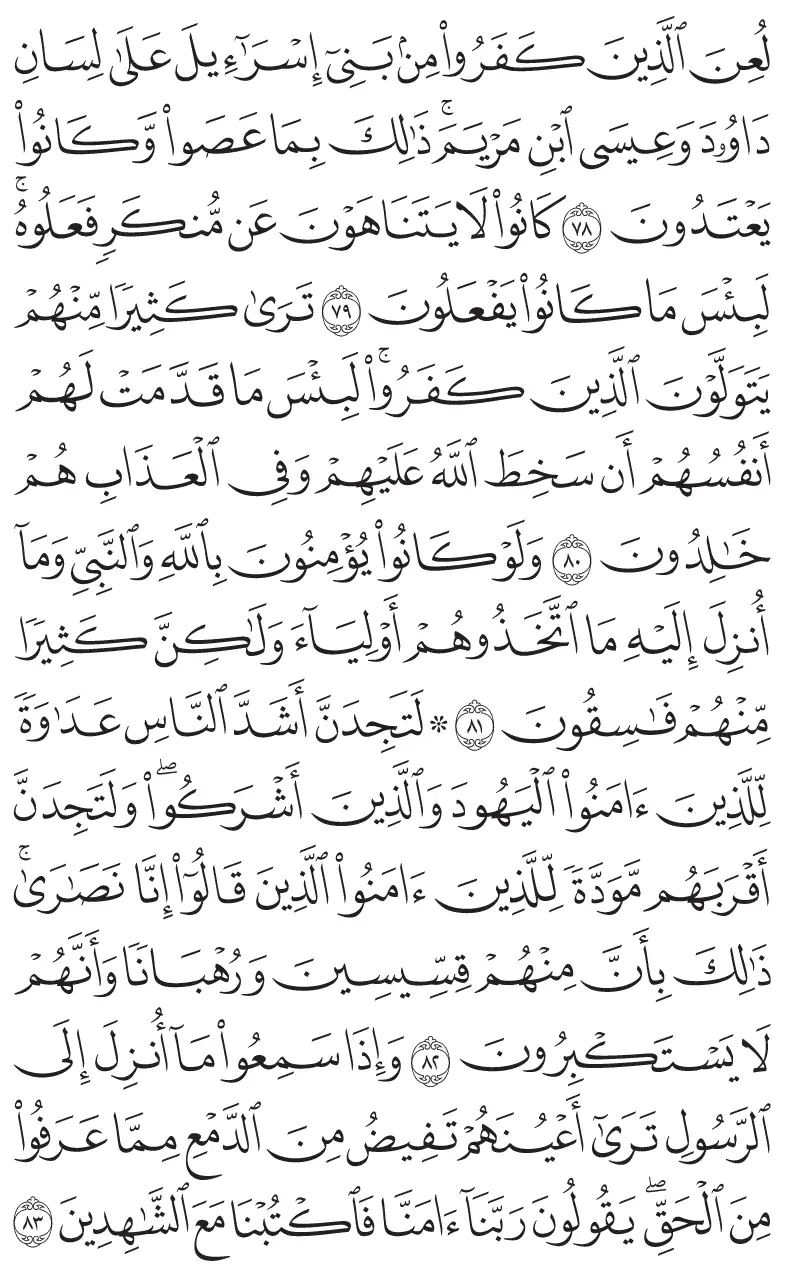 لُعِنَ ٱلَّذِينَ كَفَرُوا۟ مِنۢ بَنِىٓ إِسْرَٰٓءِيلَ عَلَىٰ لِسَانِ
دَاوُۥدَ وَعِيسَى ٱبْنِ مَرْيَمَ ۚ ذَٰلِكَ بِمَا عَصَوا۟ وَّكَانُوا۟
يَعْتَدُونَ ٧٨ كَانُوا۟ لَا يَتَنَاهَوْنَ عَن مُّنكَرٍ فَعَلُوهُ ۚ
لَبِئْسَ مَا كَانُوا۟ يَفْعَلُونَ ٧٩ تَرَىٰ كَثِيرًا مِّنْهُمْ
يَتَوَلَّوْنَ ٱلَّذِينَ كَفَرُوا۟ ۚ لَبِئْسَ مَا قَدَّمَتْ لَهُمْ
أَنفُسُهُمْ أَن سَخِطَ ٱللَّهُ عَلَيْهِمْ وَفِى ٱلْعَذَابِ هُمْ
خَٰلِدُونَ ٨٠ وَلَوْ كَانُوا۟ يُؤْمِنُونَ بِٱللَّهِ وَٱلنَّبِىِّ وَمَآ
أُنزِلَ إِلَيْهِ مَا ٱتَّخَذُوهُمْ أَوْلِيَآءَ وَلَٰكِنَّ كَثِيرًا
مِّنْهُمْ فَٰسِقُونَ ٨١ ۞ لَتَجِدَنَّ أَشَدَّ ٱلنَّاسِ عَدَٰوَةً
لِّلَّذِينَ ءَامَنُوا۟ ٱلْيَهُودَ وَٱلَّذِينَ أَشْرَكُوا۟ ۖ وَلَتَجِدَنَّ
أَقْرَبَهُم مَّوَدَّةً لِّلَّذِينَ ءَامَنُوا۟ ٱلَّذِينَ قَالُوٓا۟ إِنَّا نَصَٰرَىٰ ۚ
ذَٰلِكَ بِأَنَّ مِنْهُمْ قِسِّيسِينَ وَرُهْبَانًا وَأَنَّهُمْ
لَا يَسْتَكْبِرُونَ ٨٢ وَإِذَا سَمِعُوا۟ مَآ أُنزِلَ إِلَى
ٱلرَّسُولِ تَرَىٰٓ أَعْيُنَهُمْ تَفِيضُ مِنَ ٱلدَّمْعِ مِمَّا عَرَفُوا۟
مِنَ ٱلْحَقِّ ۖ يَقُولُونَ رَبَّنَآ ءَامَنَّا فَٱكْتُبْنَا مَعَ ٱلشَّٰهِدِينَ ٨٣